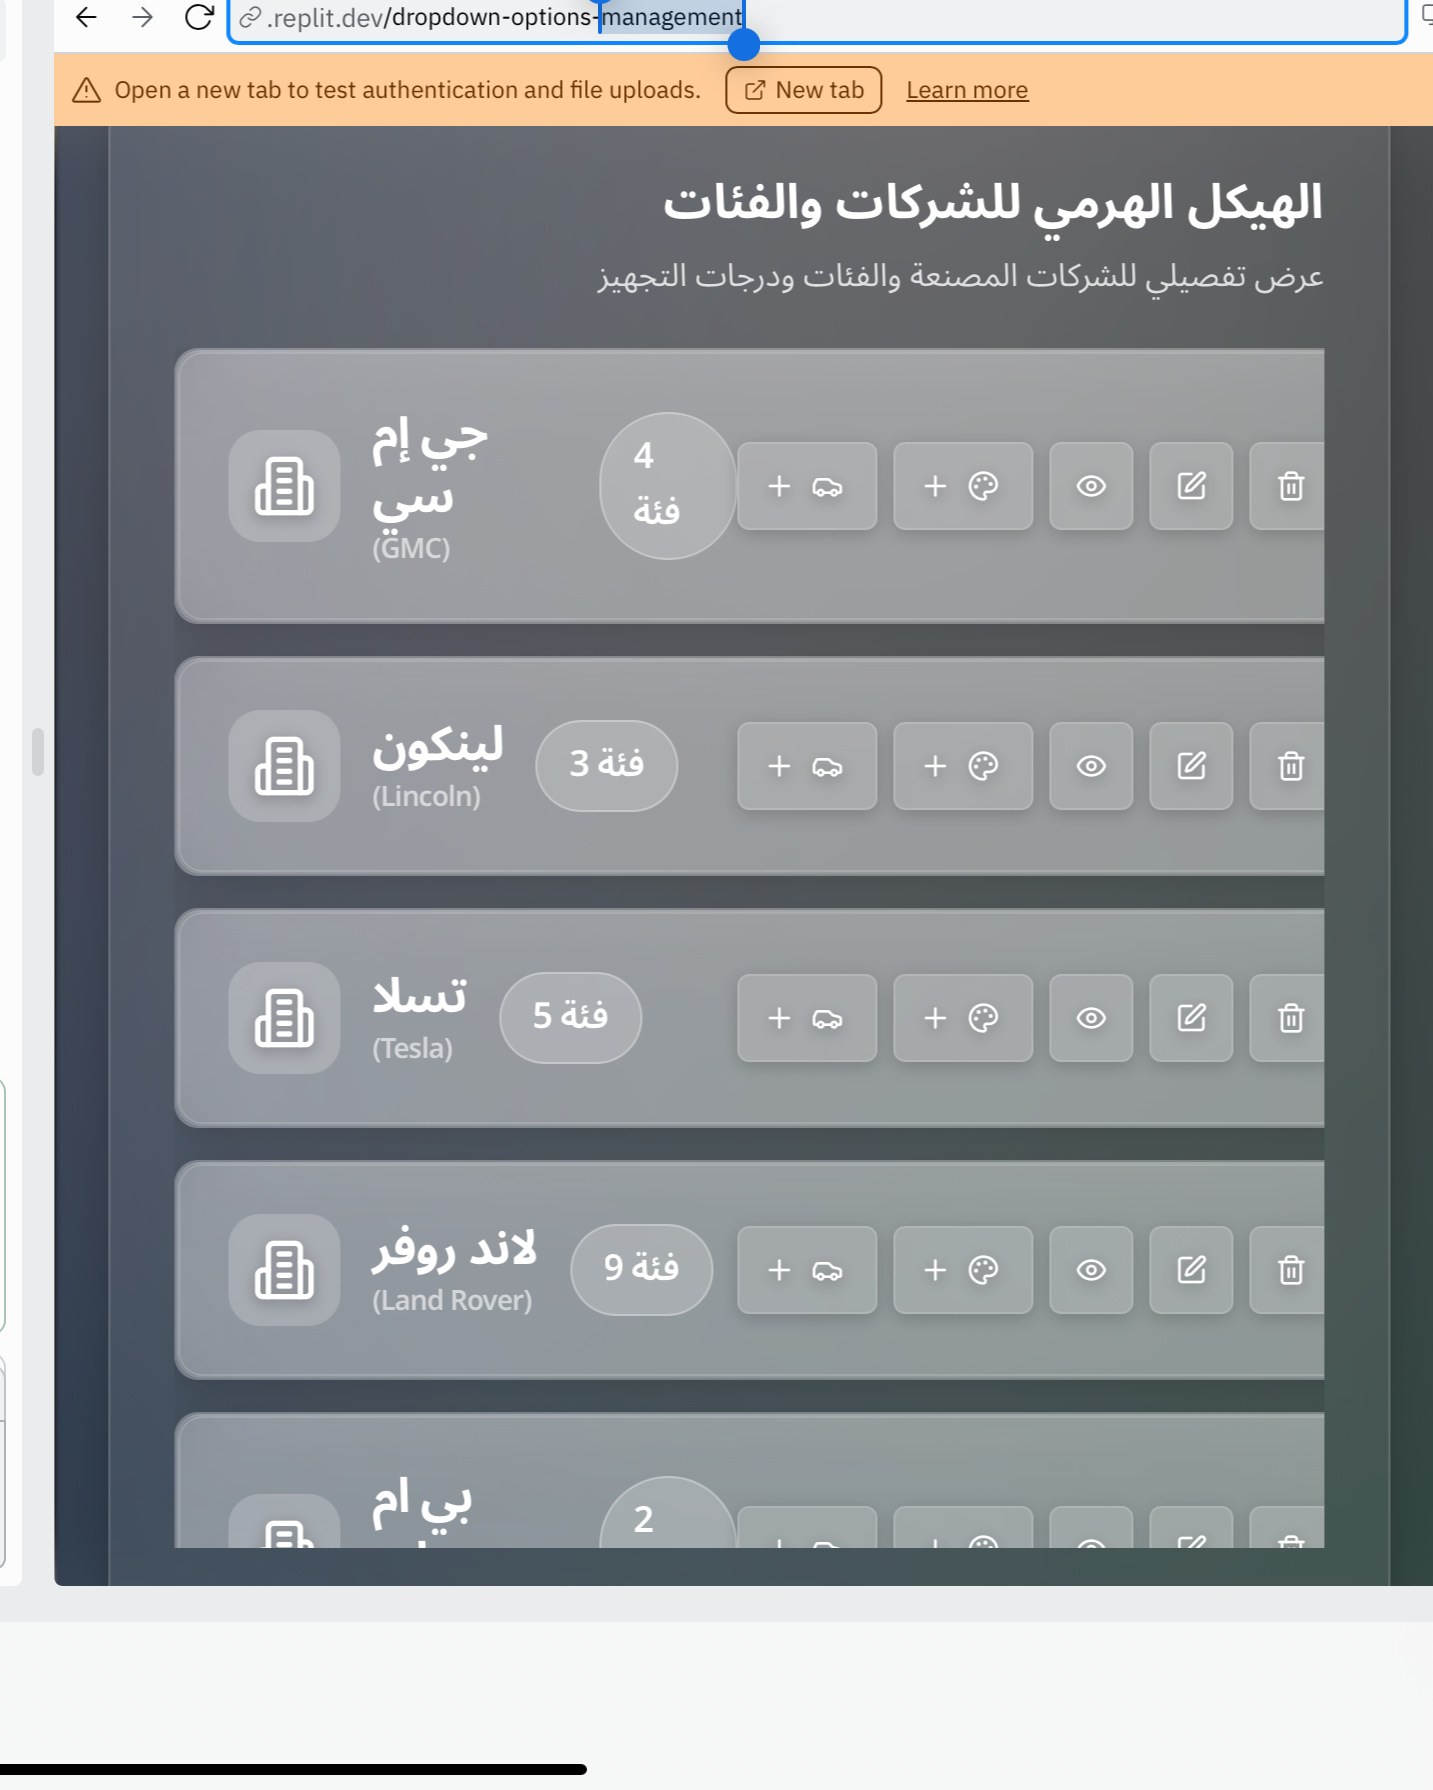 .replit.dev/dropdown-options-management
Open a new tab to test authentication and file uploads. New tab Learn more
الهيكل الهرمي للشركات والفئات
عرض تفصيلي للشركات المصنعة والفئات ودرجات التجهيز
جي إم
سي
(GMC)
4
فئة
لينكون
(Lincoln)
3 فئة
تسلا
(Tesla)
5 فئة
لاند روفر
(Land Rover)
9 فئة
بي ام
2